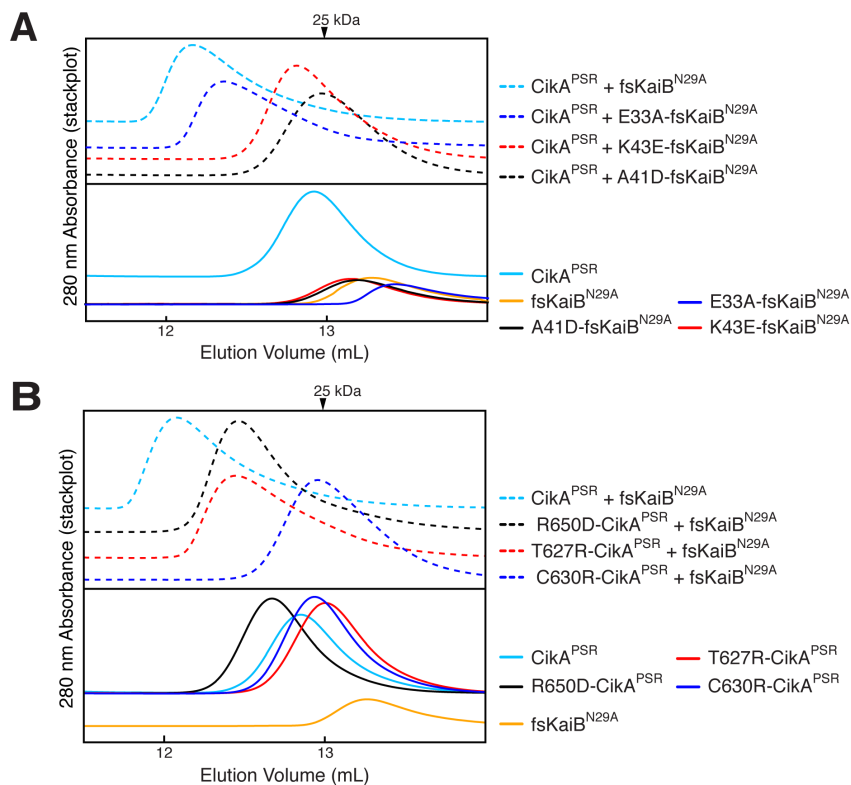 A
25 kDa
280 nm Absorbance (stackplot)
CikA^PSR + fsKaiB^N29A
CikA^PSR + E33A-fsKaiB^N29A
CikA^PSR + K43E-fsKaiB^N29A
CikA^PSR + A41D-fsKaiB^N29A
CikA^PSR
fsKaiB^N29A
E33A-fsKaiB^N29A
A41D-fsKaiB^N29A
K43E-fsKaiB^N29A
12
13
Elution Volume (mL)
B
25 kDa
280 nm Absorbance (stackplot)
CikA^PSR + fsKaiB^N29A
R650D-CikA^PSR + fsKaiB^N29A
T627R-CikA^PSR + fsKaiB^N29A
C630R-CikA^PSR + fsKaiB^N29A
CikA^PSR
T627R-CikA^PSR
R650D-CikA^PSR
C630R-CikA^PSR
fsKaiB^N29A
12
13
Elution Volume (mL)